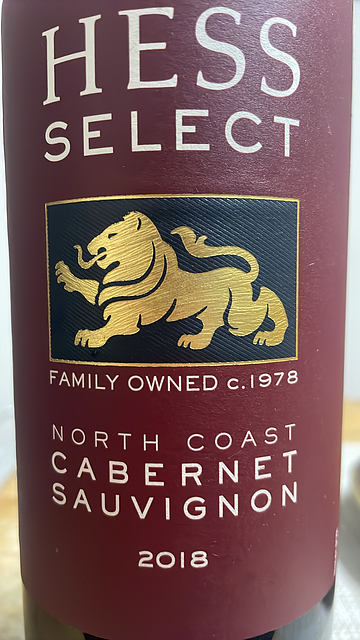 HESS
SELECT
FAMILY OWNED c.1978
NORTH COAST
CABERNET
SAUVIGNON
2018